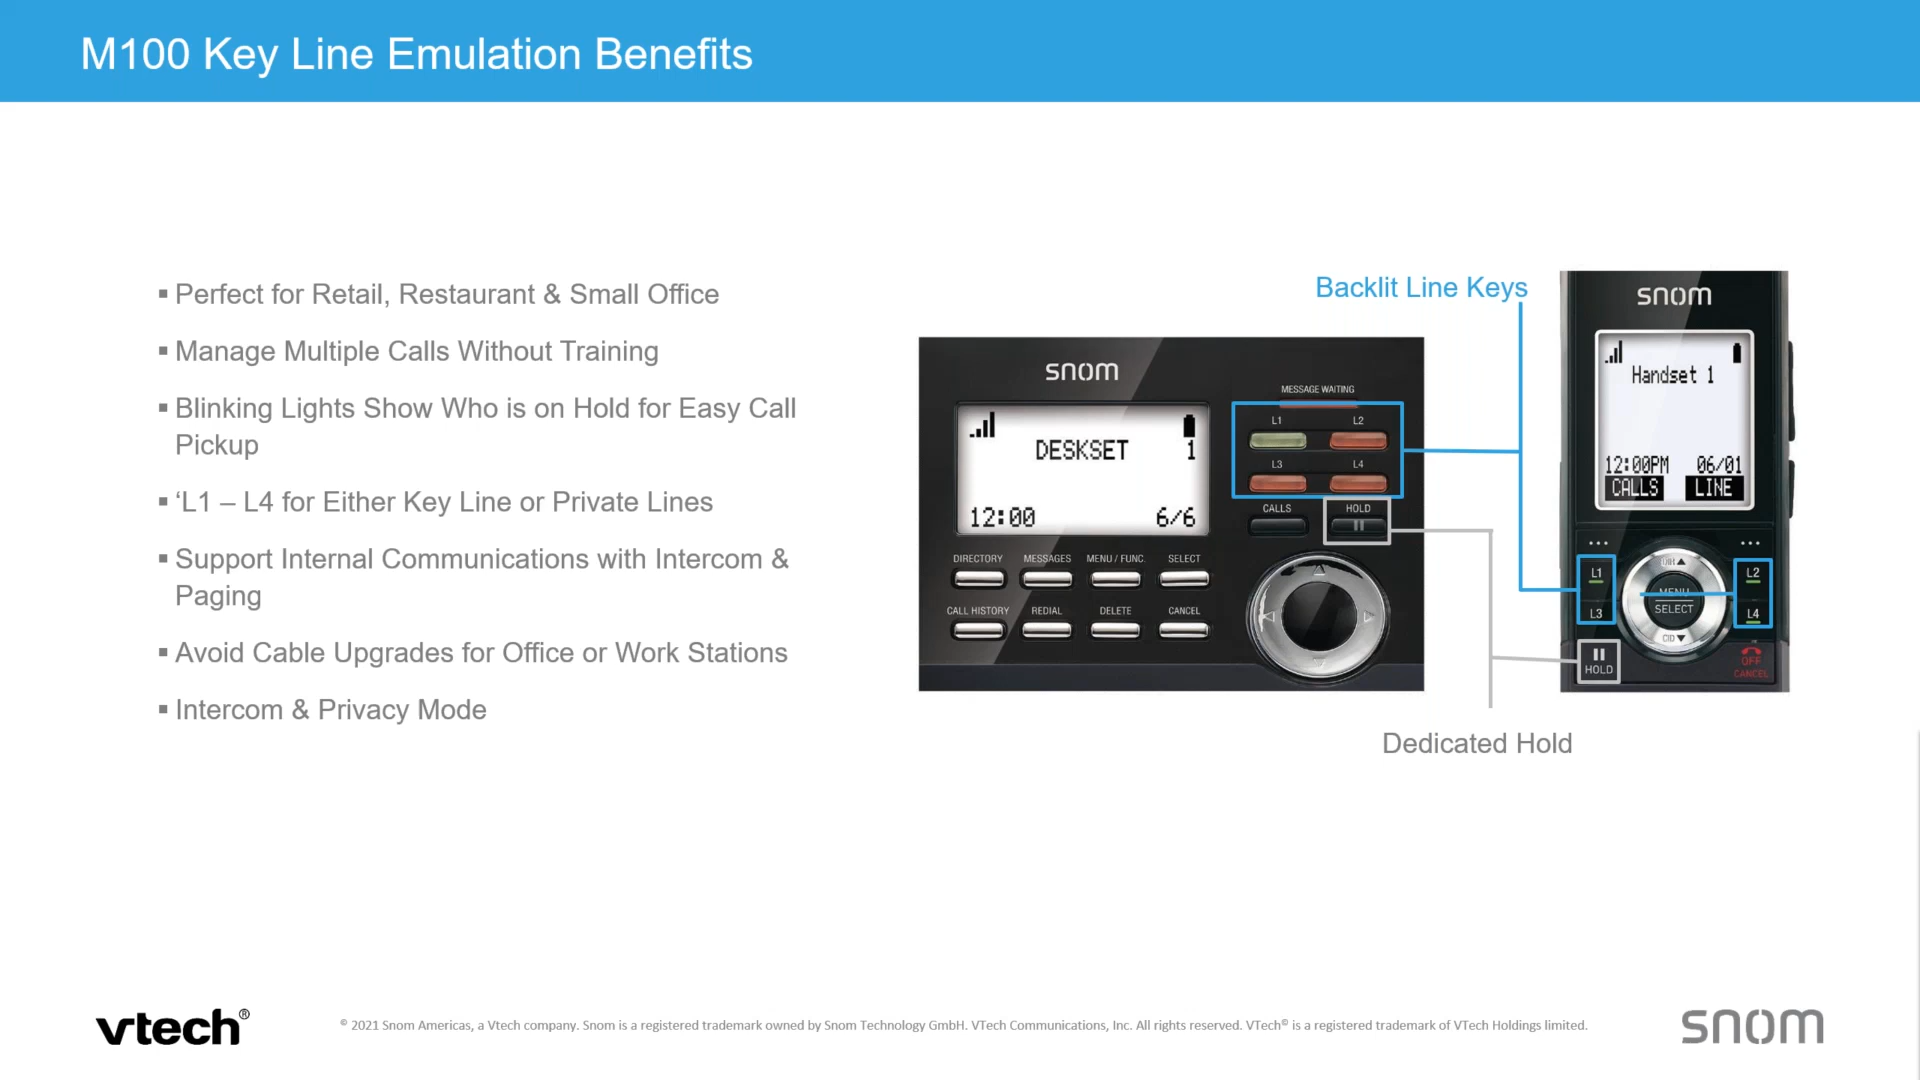 M100 Key Line Emulation Benefits
▪ Perfect for Retail, Restaurant & Small Office
▪ Manage Multiple Calls Without Training
▪ Blinking Lights Show Who is on Hold for Easy Call
Pickup
▪ ‘L1 – L4 for Either Key Line or Private Lines
▪ Support Internal Communications with Intercom &
Paging
▪ Avoid Cable Upgrades for Office or Work Stations
▪ Intercom & Privacy Mode
Backlit Line Keys
snom
MESSAGE WAITING
L1 L2
DESKSET 1
L3 L4
12:00 6/6
CALLS HOLD
DIRECTORY MESSAGES MENU / FUNC. SELECT
CALL HISTORY REDIAL DELETE CANCEL
snom
Handset 1
12:00PM 06/01
CALLS LINE
L1 L2
MENU
SELECT
L3 L4
CID
HOLD
OFF
CANCEL
Dedicated Hold
vtech®
© 2021 Snom Americas, a Vtech company. Snom is a registered trademark owned by Snom Technology GmbH. VTech Communications, Inc. All rights reserved. VTech® is a registered trademark of VTech Holdings limited.
snom